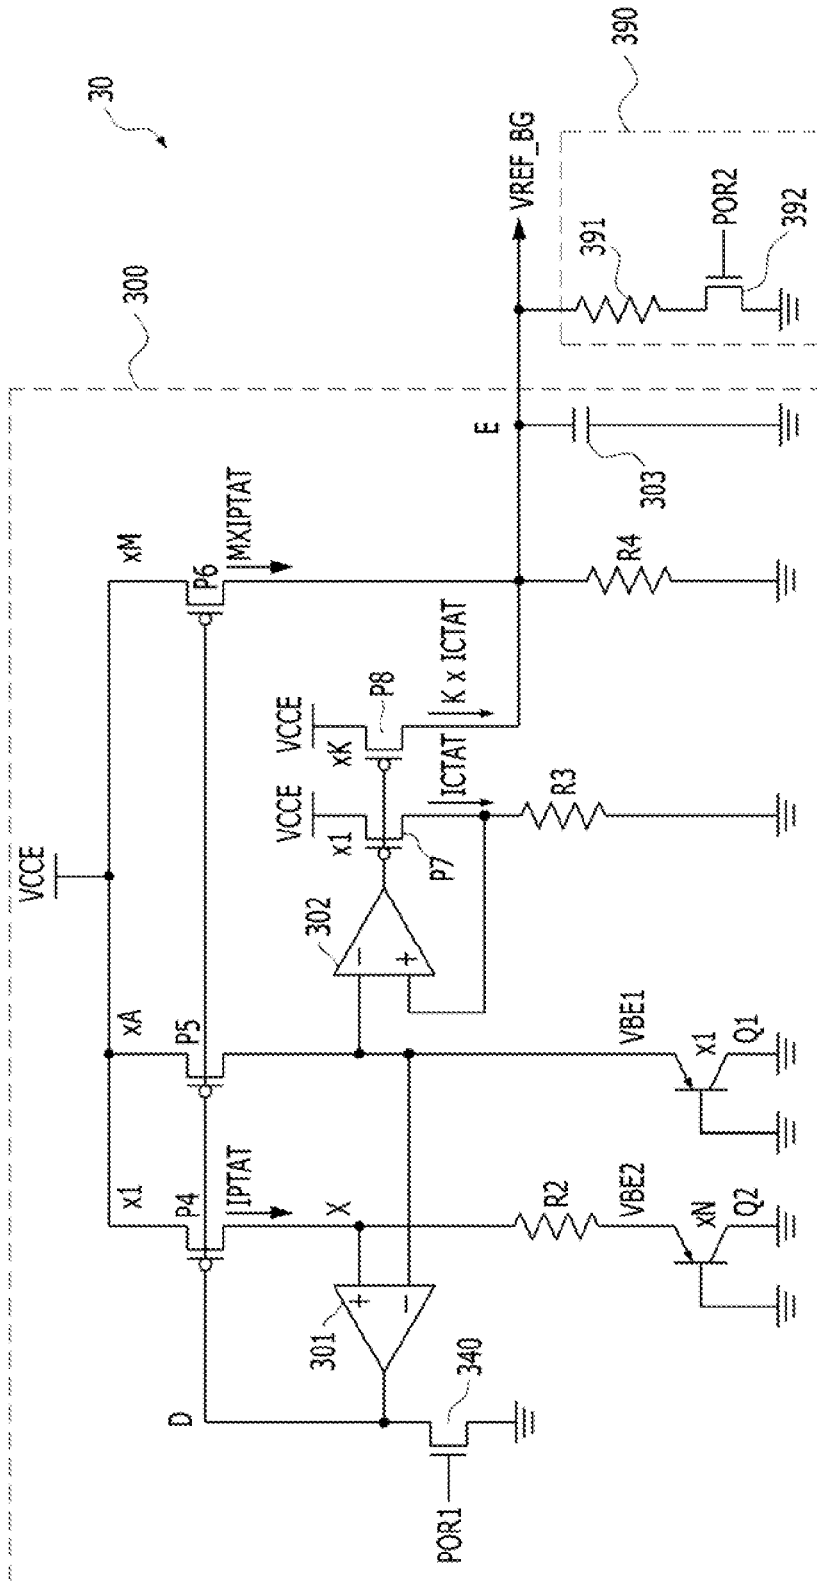 30
300
390
VCCE
x1
xA
xM
P4
P5
P6
IPTAT
MXIPTAT
D
X
301
+
−
302
−
+
VCCE
VCCE
x1
xK
P7
P8
ICTAT
K x ICTAT
E
VREF_BG
POR1
340
R2
R3
R4
303
391
POR2
392
VBE2
VBE1
xN
x1
Q2
Q1